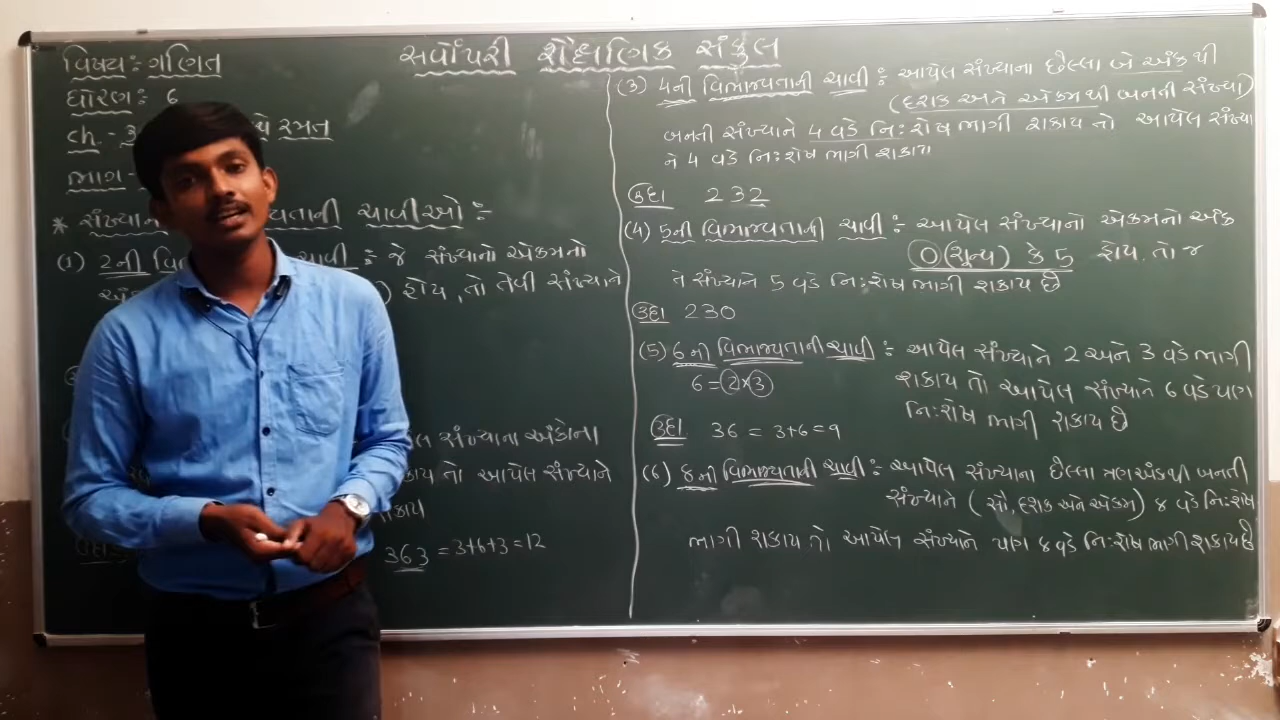 સર્વોપરી શૈક્ષણિક સંકુલ
વિષય:- ગણિત
ધોરણ:- 6
ch.- 3 રમત
ભાગ-
* સંખ્યાન ચાવીઓ :-
(1) 2ની ચાવી :- જે સંખ્યાનો એકમનો
) હોય, તો તેવી સંખ્યાને
સંખ્યાના અંકોના
તો આપેલ સંખ્યાને
363 = 3+6+3 = 12
(3) 4ની વિભાજ્યતાની ચાવી :- આપેલ સંખ્યાના છેલ્લા બે અંકથી
(દશક અને એકમથી બનતી સંખ્યા)
બનતી સંખ્યાને 4 વડે નિ:શેષ ભાગી શકાય તો આપેલ સંખ્યા
ને 4 વડે નિ:શેષ ભાગી શકાય
ઉદા 232
(4) 5ની વિભાજ્યતાની ચાવી :- આપેલ સંખ્યાનો એકમનો અંક
0 (શૂન્ય) કે 5 હોય તો જ
તે સંખ્યાને 5 વડે નિ:શેષ ભાગી શકાય છે
ઉદા 230
(5) 6ની વિભાજ્યતાની ચાવી :- આપેલ સંખ્યાને 2 અને 3 વડે ભાગી
6 = 2×3 શકાય તો આપેલ સંખ્યાને 6 વડે પણ
નિ:શેષ ભાગી શકાય છે
ઉદા 36 = 3+6 = 9
(6) 8ની વિભાજ્યતાની ચાવી :- આપેલ સંખ્યાના છેલ્લા ત્રણ અંકથી બનતી
સંખ્યાને (સો, દશક અને એકમ) 8 વડે નિ:શેષ
ભાગી શકાય તો આપેલ સંખ્યાને પણ 8 વડે નિ:શેષ ભાગી શકાય છે